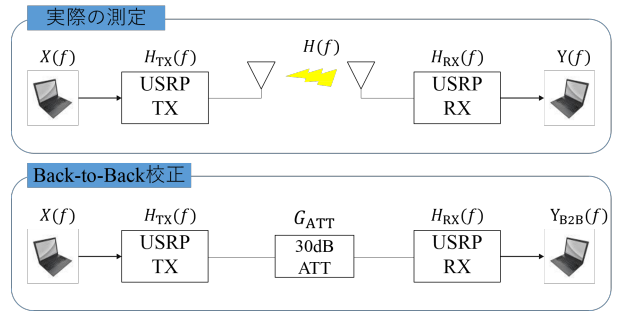 実際の測定
X(f)
H_TX(f)
H(f)
H_RX(f)
Y(f)
USRP
TX
USRP
RX
Back-to-Back校正
X(f)
H_TX(f)
G_ATT
H_RX(f)
Y_B2B(f)
USRP
TX
30dB
ATT
USRP
RX